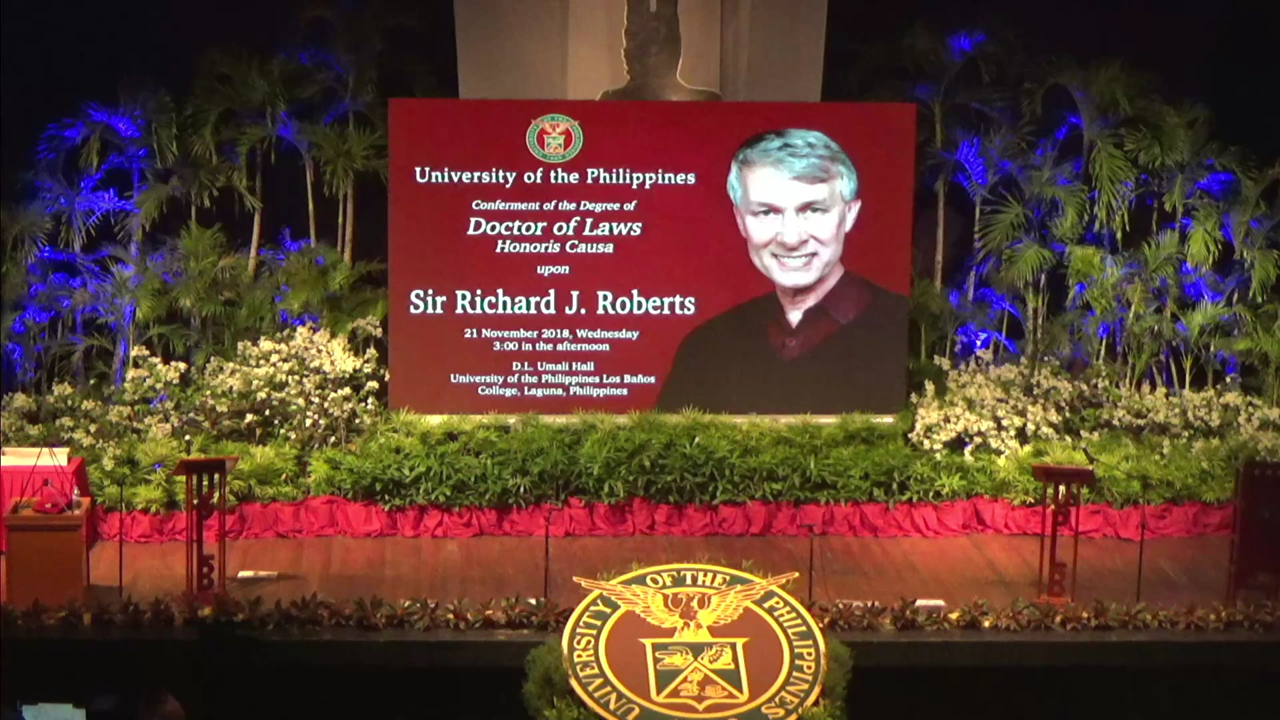 University of the Philippines
Conferment of the Degree of
Doctor of Laws
Honoris Causa
upon
Sir Richard J. Roberts
21 November 2018, Wednesday
3:00 in the afternoon
D.L. Umali Hall
University of the Philippines Los Baños
College, Laguna, Philippines
UNIVERSITY OF THE PHILIPPINES